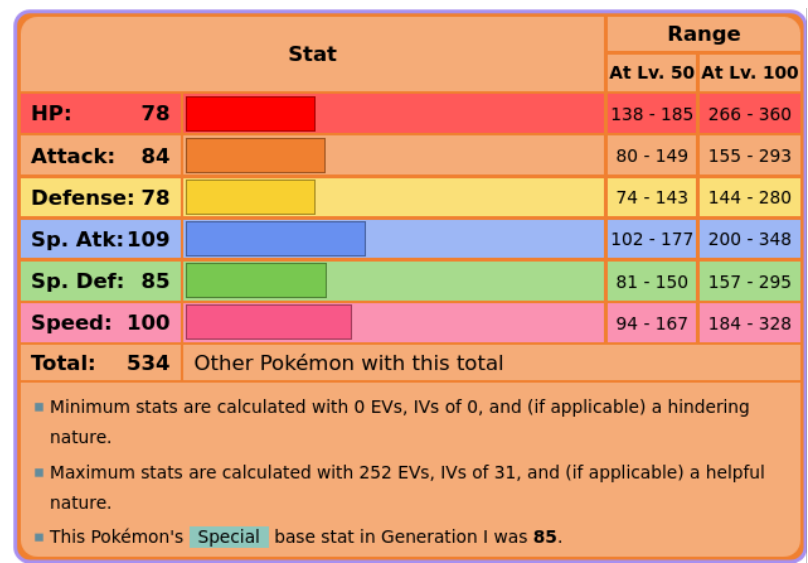 Stat
Range
At Lv. 50 At Lv. 100
HP: 78 138 - 185 266 - 360
Attack: 84 80 - 149 155 - 293
Defense: 78 74 - 143 144 - 280
Sp. Atk: 109 102 - 177 200 - 348
Sp. Def: 85 81 - 150 157 - 295
Speed: 100 94 - 167 184 - 328
Total: 534 Other Pokémon with this total
Minimum stats are calculated with 0 EVs, IVs of 0, and (if applicable) a hindering
nature.
Maximum stats are calculated with 252 EVs, IVs of 31, and (if applicable) a helpful
nature.
This Pokémon's Special base stat in Generation I was 85.